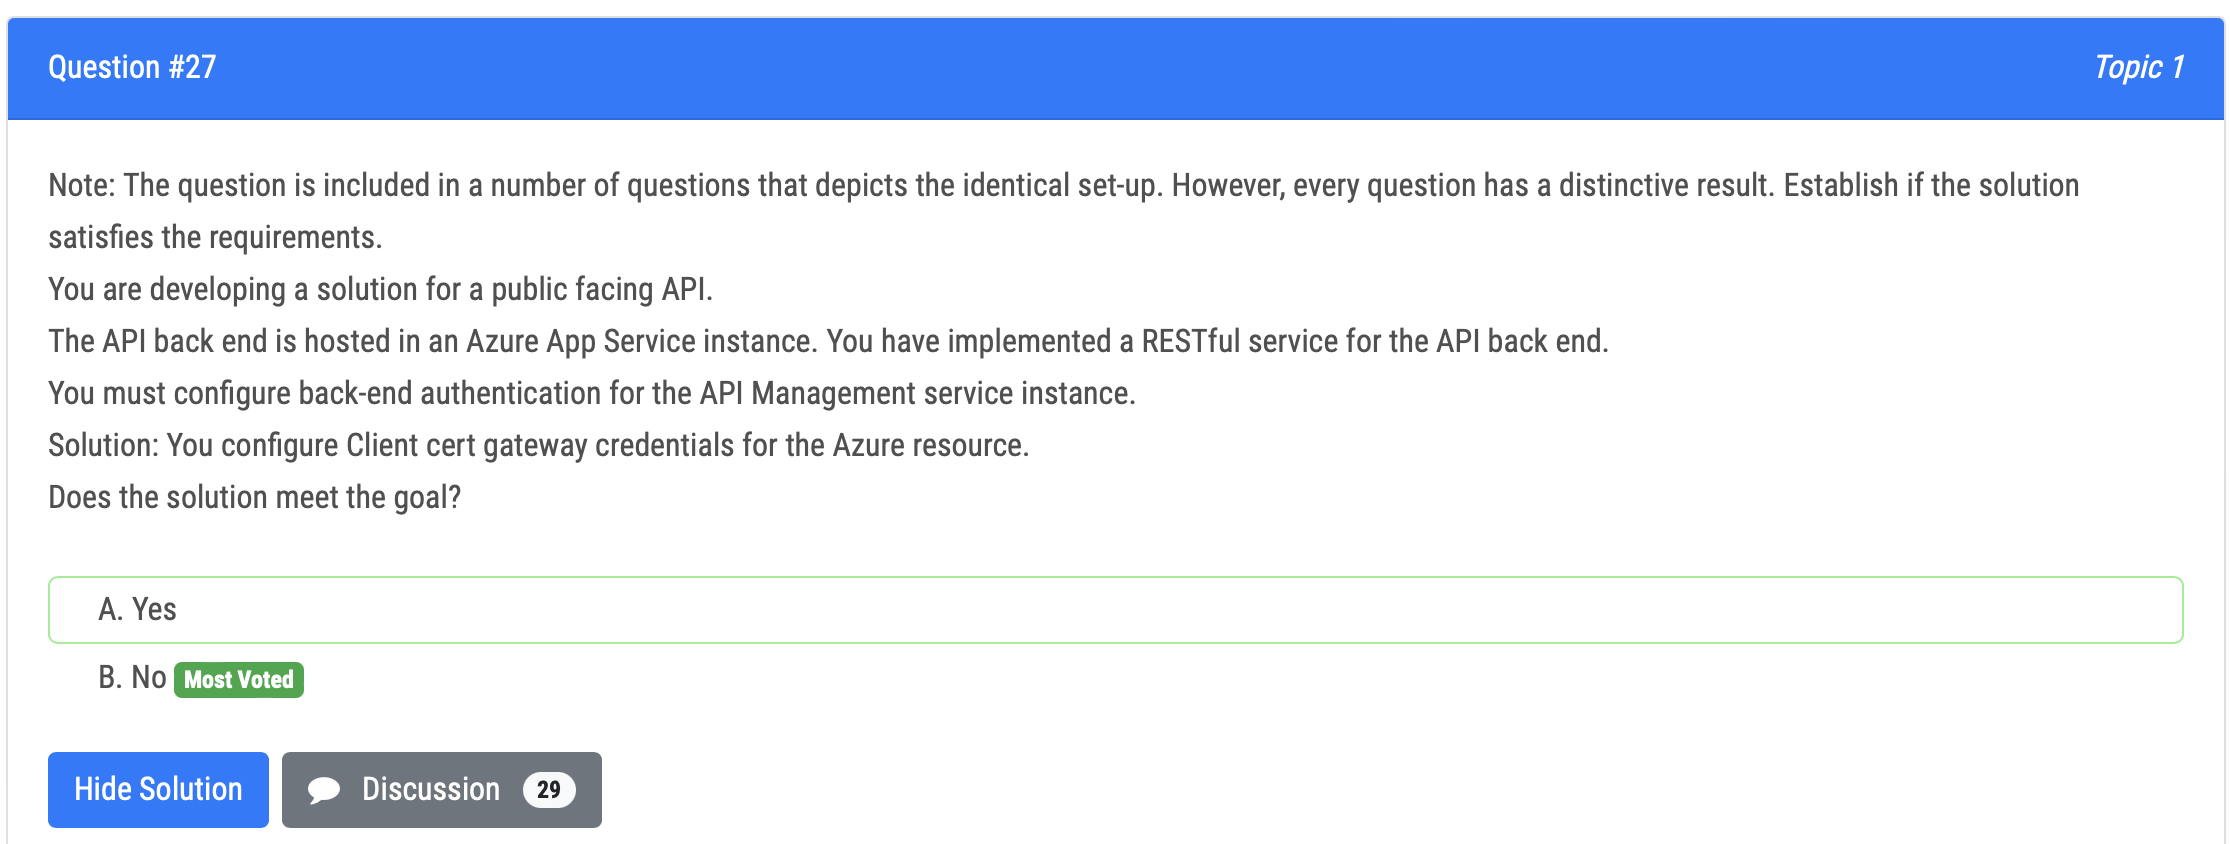 Question #27
Topic 1
Note: The question is included in a number of questions that depicts the identical set-up. However, every question has a distinctive result. Establish if the solution
satisfies the requirements.
You are developing a solution for a public facing API.
The API back end is hosted in an Azure App Service instance. You have implemented a RESTful service for the API back end.
You must configure back-end authentication for the API Management service instance.
Solution: You configure Client cert gateway credentials for the Azure resource.
Does the solution meet the goal?
A. Yes
B. No Most Voted
Hide Solution
Discussion 29